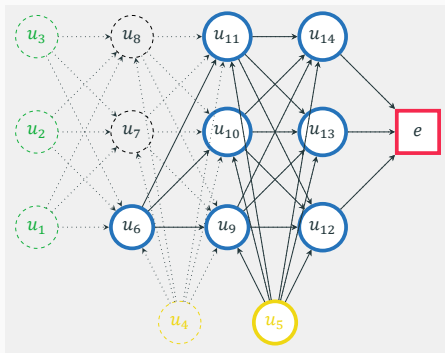 u₃ u₈ u₁₁ u₁₄
u₂ u₇ u₁₀ u₁₃ e
u₁ u₆ u₉ u₁₂
u₄ u₅